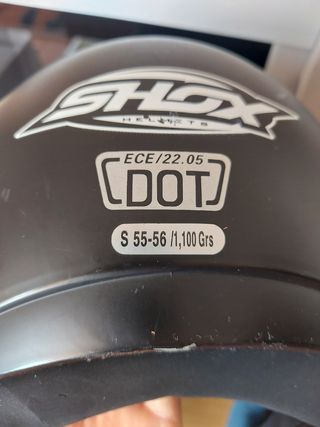 SHOX
HELMETS
ECE/22.05
DOT
S 55-56 /1,100 Grs